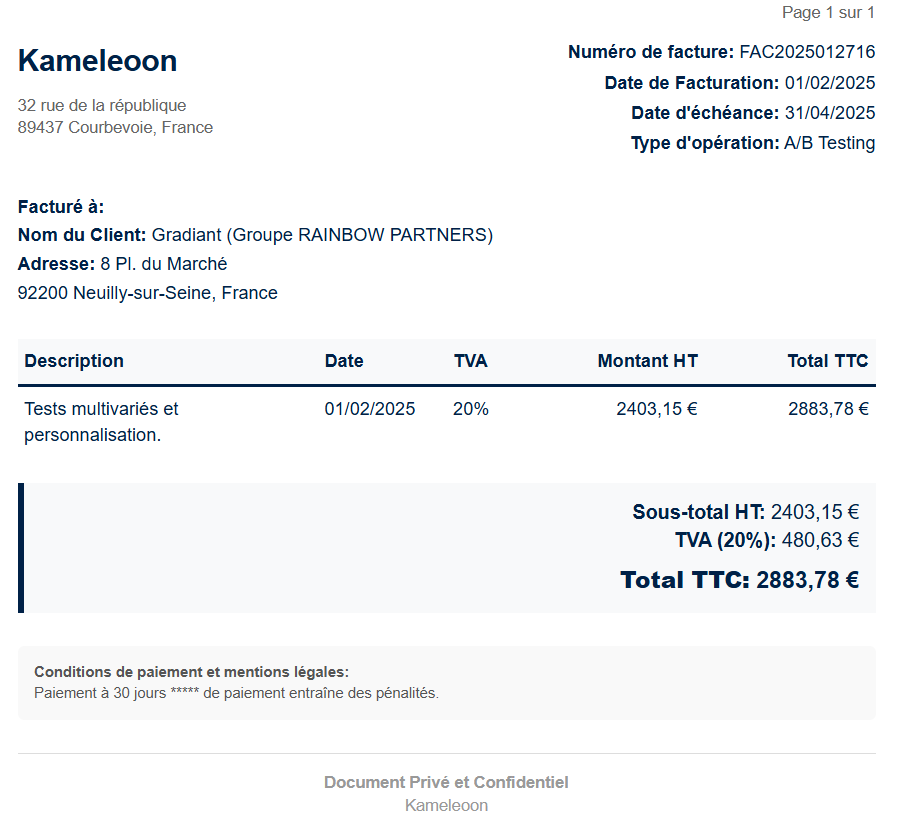 Page 1 sur 1
Kameleoon
32 rue de la république
89437 Courbevoie, France
Numéro de facture: FAC2025012716
Date de Facturation: 01/02/2025
Date d'échéance: 31/04/2025
Type d'opération: A/B Testing
Facturé à:
Nom du Client: Gradiant (Groupe RAINBOW PARTNERS)
Adresse: 8 Pl. du Marché
92200 Neuilly-sur-Seine, France
Description Date TVA Montant HT Total TTC
Tests multivariés et 01/02/2025 20% 2403,15 € 2883,78 €
personnalisation.
Sous-total HT: 2403,15 €
TVA (20%): 480,63 €
Total TTC: 2883,78 €
Conditions de paiement et mentions légales:
Paiement à 30 jours ***** de paiement entraîne des pénalités.
Document Privé et Confidentiel
Kameleoon